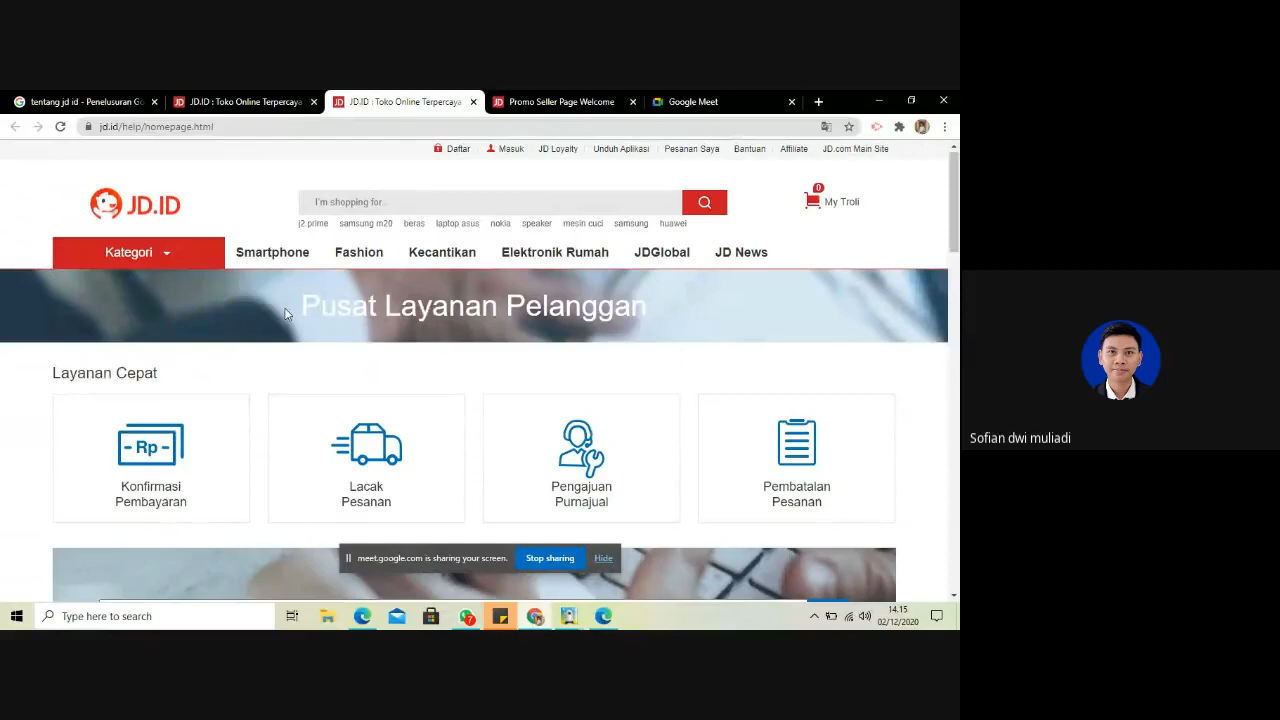 tentang jd id - Penelusuran Go
JD.ID : Toko Online Terpercaya
JD.ID : Toko Online Terpercaya
Promo Seller Page Welcome
Google Meet
jd.id/help/homepage.html
Daftar Masuk JD Loyalty Unduh Aplikasi Pesanan Saya Bantuan Affiliate JD.com Main Site
JD.ID
I'm shopping for..
0
My Troli
j2 prime samsung m20 beras laptop asus nokia speaker mesin cuci samsung huawei
Kategori Smartphone Fashion Kecantikan Elektronik Rumah JDGlobal JD News
Pusat Layanan Pelanggan
Layanan Cepat
Rp
Konfirmasi
Pembayaran
Lacak
Pesanan
Pengajuan
Purnajual
Pembatalan
Pesanan
meet.google.com is sharing your screen. Stop sharing Hide
Type here to search
7
14.15
02/12/2020
Sofian dwi muliadi